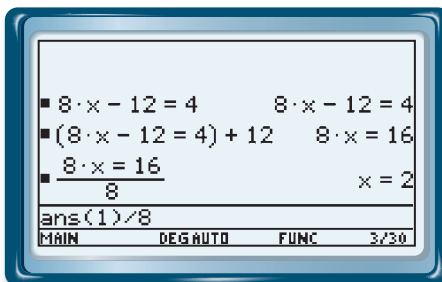 ▪ 8·x − 12 = 4 8·x − 12 = 4
▪ (8·x − 12 = 4) + 12 8·x = 16
▪ 8·x = 16
8 x = 2
ans(1)/8
MAIN DEG AUTO FUNC 3/30